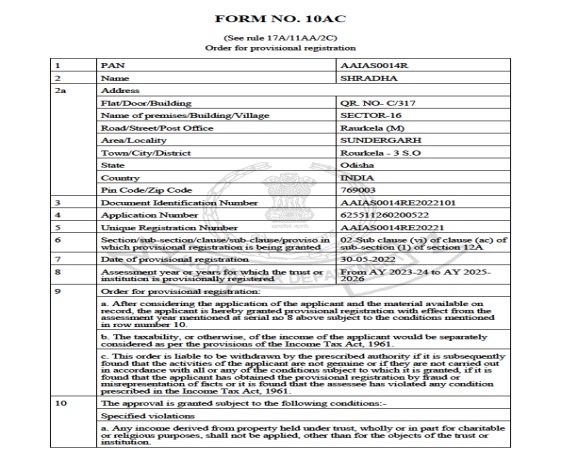 FORM NO. 10AC
(See rule 17A/11AA/2C)
Order for provisional registration
1 PAN AAIAS0014R
2 Name SHRADHA
2a Address
Flat/Door/Building QR. NO- C/317
Name of premises/Building/Village SECTOR-16
Road/Street/Post Office Raurkela (M)
Area/Locality SUNDERGARH
Town/City/District Rourkela - 3 S.O
State Odisha
Country INDIA
Pin Code/Zip Code 769003
3 Document Identification Number AAIAS0014RE2022101
4 Application Number 625511260200522
5 Unique Registration Number AAIAS0014RE20221
6 Section/sub-section/clause/sub-clause/proviso in 02-Sub clause (vi) of clause (ac) of
which provisional registration is being granted sub-section (1) of section 12A
7 Date of provisional registration 30-05-2022
8 Assessment year or years for which the trust or From AY 2023-24 to AY 2025-
institution is provisionally registered 2026
9 Order for provisional registration:
a. After considering the application of the applicant and the material available on
record, the applicant is hereby granted provisional registration with effect from the
assessment year mentioned at serial no 8 above subject to the conditions mentioned
in row number 10.
b. The taxability, or otherwise, of the income of the applicant would be separately
considered as per the provisions of the Income Tax Act, 1961.
c. This order is liable to be withdrawn by the prescribed authority if it is subsequently
found that the activities of the applicant are not genuine or if they are not carried out
in accordance with all or any of the conditions subject to which it is granted, if it is
found that the applicant has obtained the provisional registration by fraud or
misrepresentation of facts or it is found that the assessee has violated any condition
prescribed in the Income Tax Act, 1961.
10 The approval is granted subject to the following conditions:-
Specified violations
a. Any income derived from property held under trust, wholly or in part for charitable
or religious purposes, shall not be applied, other than for the objects of the trust or
institution.